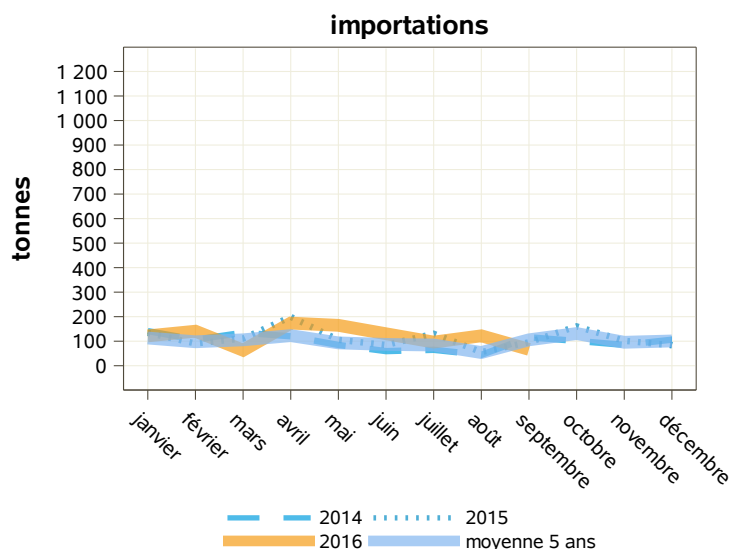 importations
tonnes
1 200
1 100
1 000
900
800
700
600
500
400
300
200
100
0
janvier
février
mars
avril
mai
juin
juillet
août
septembre
octobre
novembre
décembre
2014 2015
2016 moyenne 5 ans